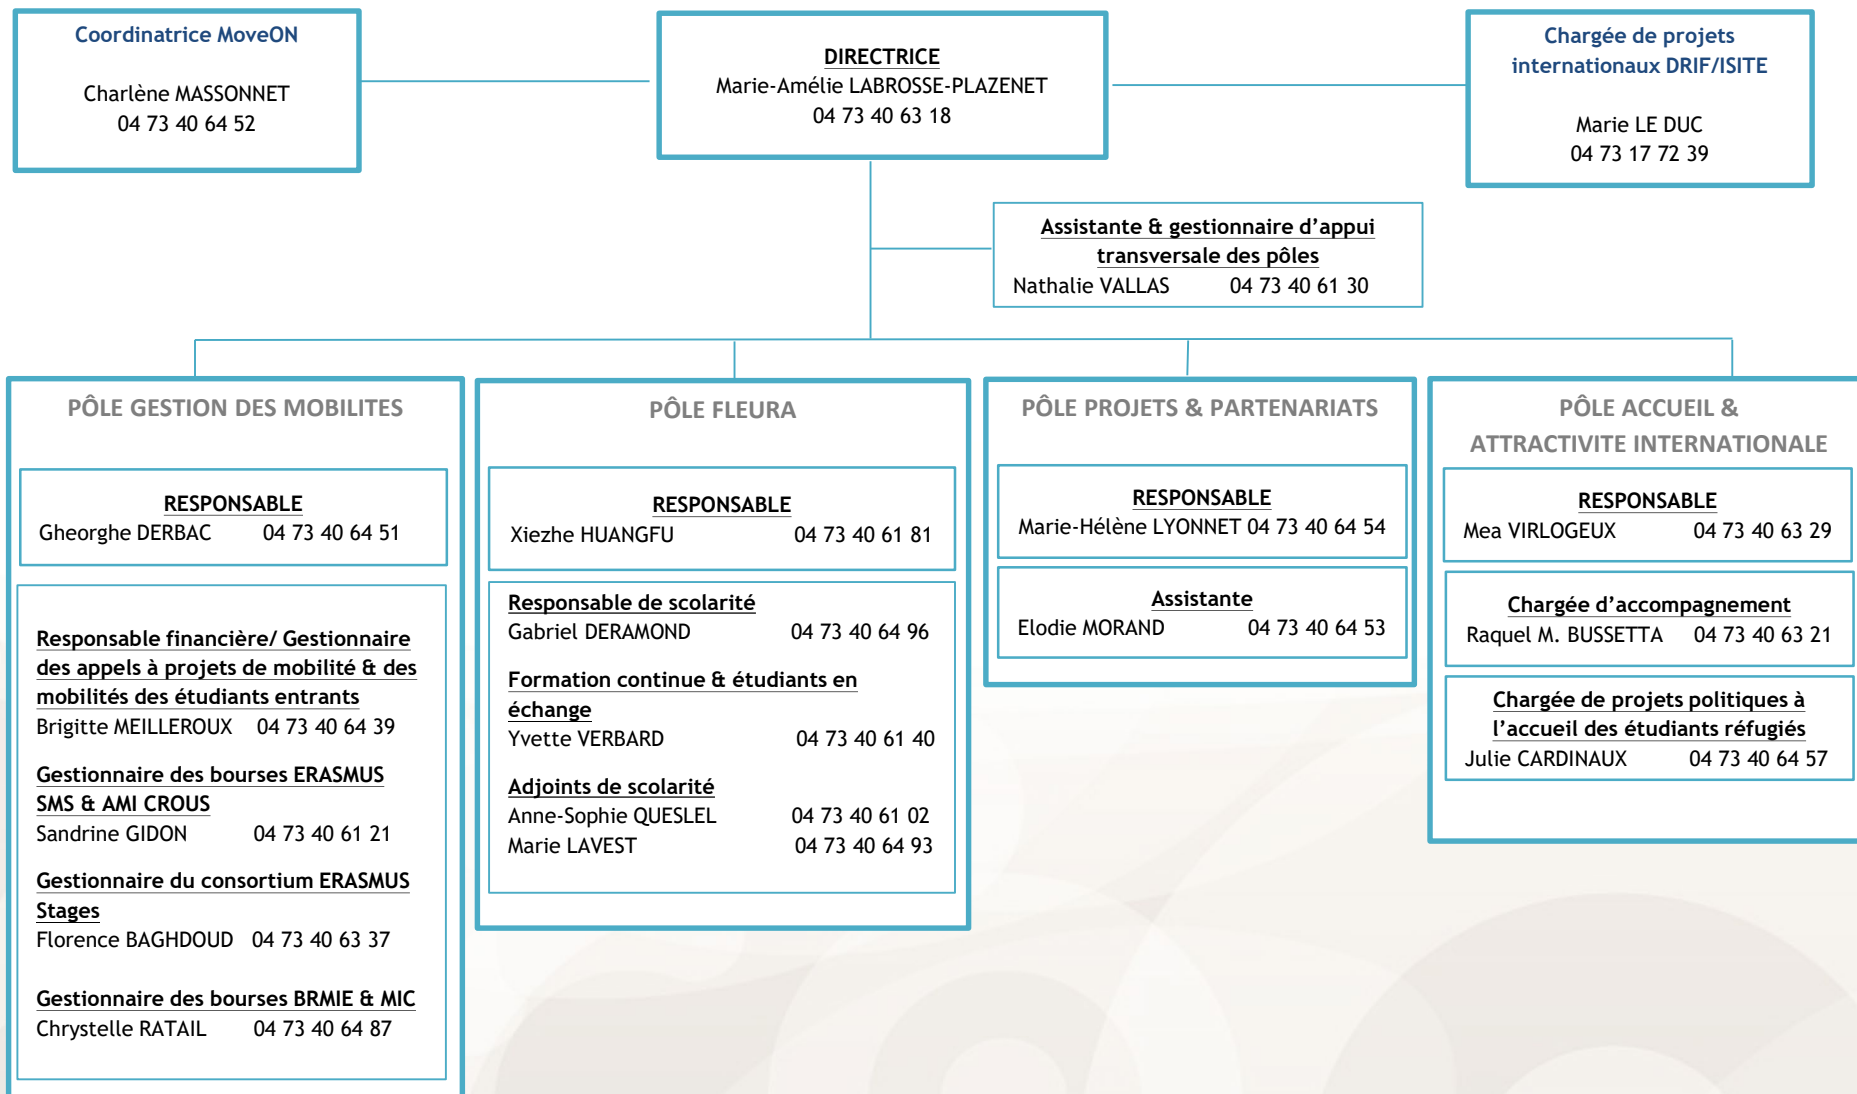 Coordinatrice MoveON
Charlène MASSONNET
04 73 40 64 52
DIRECTRICE
Marie-Amélie LABROSSE-PLAZENET
04 73 40 63 18
Chargée de projets
internationaux DRIF/ISITE
Marie LE DUC
04 73 17 72 39
Assistante & gestionnaire d’appui
transversale des pôles
Nathalie VALLAS 04 73 40 61 30
PÔLE GESTION DES MOBILITES
RESPONSABLE
Gheorghe DERBAC 04 73 40 64 51
Responsable financière/ Gestionnaire
des appels à projets de mobilité & des
mobilités des étudiants entrants
Brigitte MEILLEROUX 04 73 40 64 39
Gestionnaire des bourses ERASMUS
SMS & AMI CROUS
Sandrine GIDON 04 73 40 61 21
Gestionnaire du consortium ERASMUS
Stages
Florence BAGHDOUD 04 73 40 63 37
Gestionnaire des bourses BRMIE & MIC
Chrystelle RATAIL 04 73 40 64 87
PÔLE FLEURA
RESPONSABLE
Xiezhe HUANGFU 04 73 40 61 81
Responsable de scolarité
Gabriel DERAMOND 04 73 40 64 96
Formation continue & étudiants en
échange
Yvette VERBARD 04 73 40 61 40
Adjoints de scolarité
Anne-Sophie QUESLEL 04 73 40 61 02
Marie LAVEST 04 73 40 64 93
PÔLE PROJETS & PARTENARIATS
RESPONSABLE
Marie-Hélène LYONNET 04 73 40 64 54
Assistante
Elodie MORAND 04 73 40 64 53
PÔLE ACCUEIL &
ATTRACTIVITE INTERNATIONALE
RESPONSABLE
Mea VIRLOGEUX 04 73 40 63 29
Chargée d’accompagnement
Raquel M. BUSSETTA 04 73 40 63 21
Chargée de projets politiques à
l’accueil des étudiants réfugiés
Julie CARDINAUX 04 73 40 64 57